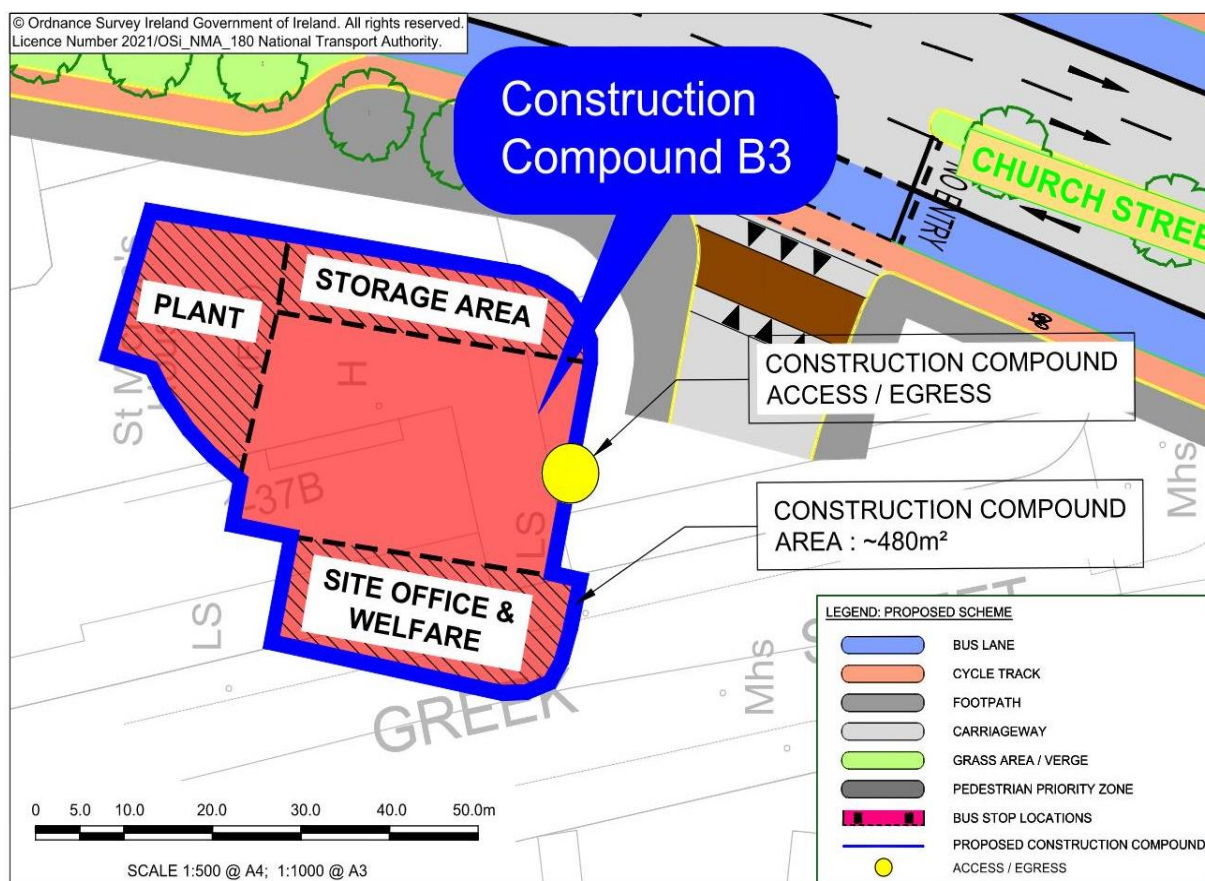 © Ordnance Survey Ireland Government of Ireland. All rights reserved.
Licence Number 2021/OSi_NMA_180 National Transport Authority.
Construction
Compound B3
CHURCH STREE
NO ENTRY
STORAGE AREA
PLANT
H
37B
LS
CONSTRUCTION COMPOUND
ACCESS / EGRESS
Mhs
CONSTRUCTION COMPOUND
AREA : ~480m²
SITE OFFICE &
WELFARE
LS
Mhs
GREEK
LEGEND: PROPOSED SCHEME
BUS LANE
CYCLE TRACK
FOOTPATH
CARRIAGEWAY
GRASS AREA / VERGE
PEDESTRIAN PRIORITY ZONE
BUS STOP LOCATIONS
PROPOSED CONSTRUCTION COMPOUND
ACCESS / EGRESS
0 5.0 10.0 20.0 30.0 40.0 50.0m
SCALE 1:500 @ A4; 1:1000 @ A3